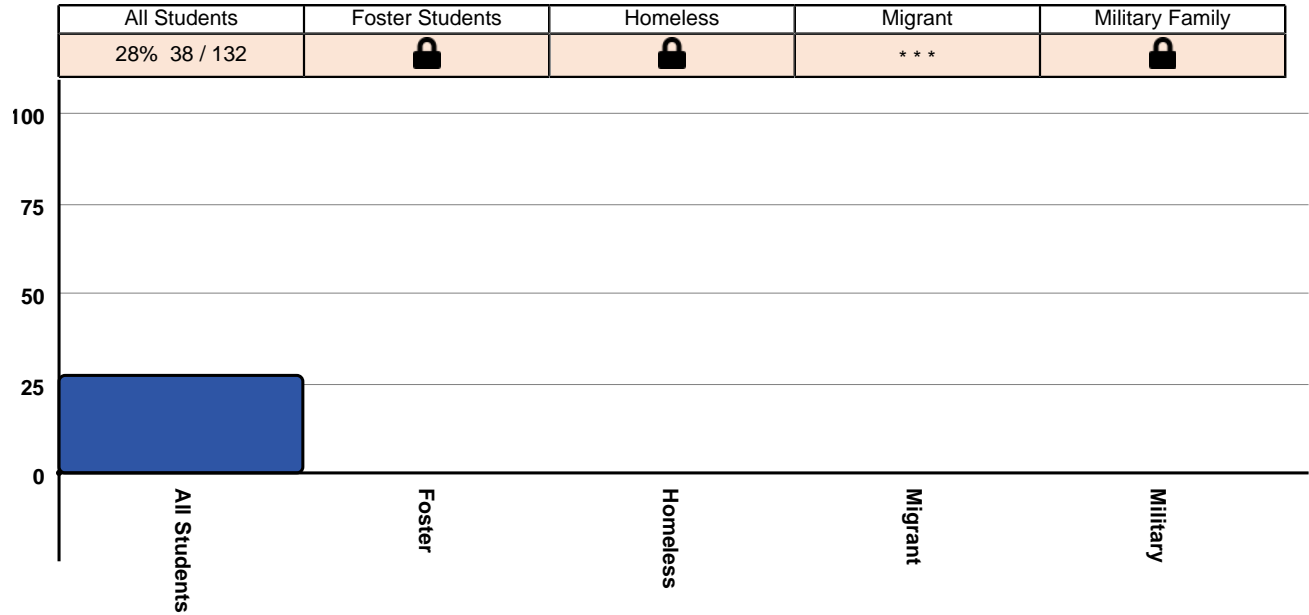 All Students Foster Students Homeless Migrant Military Family
28% 38 / 132 * * *
100
75
50
25
0
All Students Foster Homeless Migrant Military